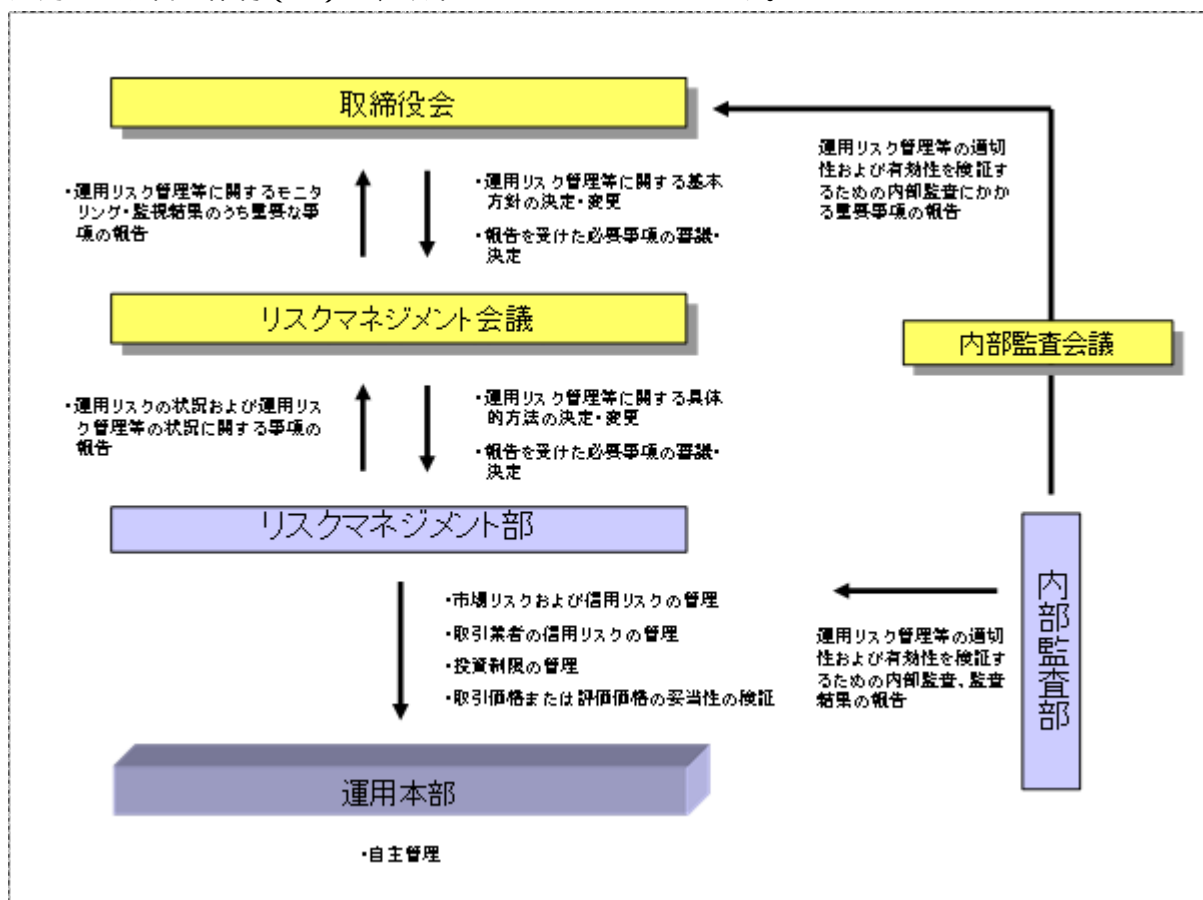 取締役会
・運用リスク管理等に関するモニタ
リング・監視結果のうち重要な事
項の報告
・運用リスク管理等に関する基本
方針の決定・変更
・報告を受けた必要事項の審議・
決定
運用リスク管理等の適切
性および有効性を検証す
るための内部監査にかか
る重要事項の報告
リスクマネジメント会議
内部監査会議
・運用リスクの状況および運用リス
ク管理等の状況に関する事項の
報告
・運用リスク管理等に関する具体
的方法の決定・変更
・報告を受けた必要事項の審議・
決定
リスクマネジメント部
内部監査部
・市場リスクおよび信用リスクの管理
・取引業者の信用リスクの管理
・投資制限の管理
・取引価格または評価価格の妥当性の検証
運用リスク管理等の適切
性および有効性を検証す
るための内部監査、監査
結果の報告
運用本部
・自主管理